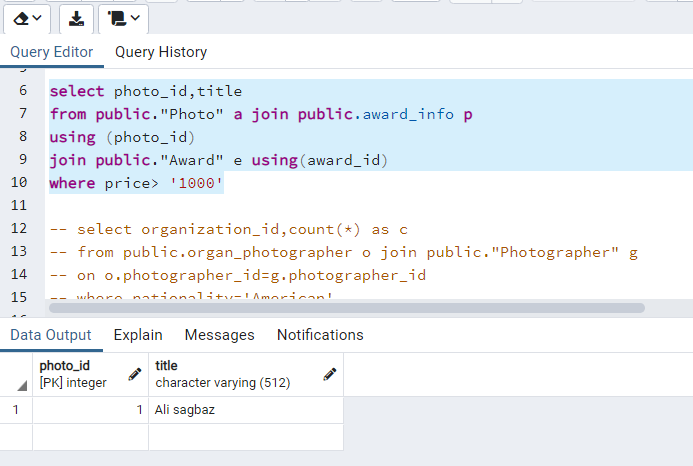 Query Editor Query History
6 select photo_id,title
7 from public."Photo" a join public.award_info p
8 using (photo_id)
9 join public."Award" e using(award_id)
10 where price> '1000'
11
12 -- select organization_id,count(*) as c
13 -- from public.organ_photographer o join public."Photographer" g
14 -- on o.photographer_id=g.photographer_id
15 -- where nationality='American'
Data Output Explain Messages Notifications
photo_id title
[PK] integer character varying (512)
1 1 Ali sagbaz